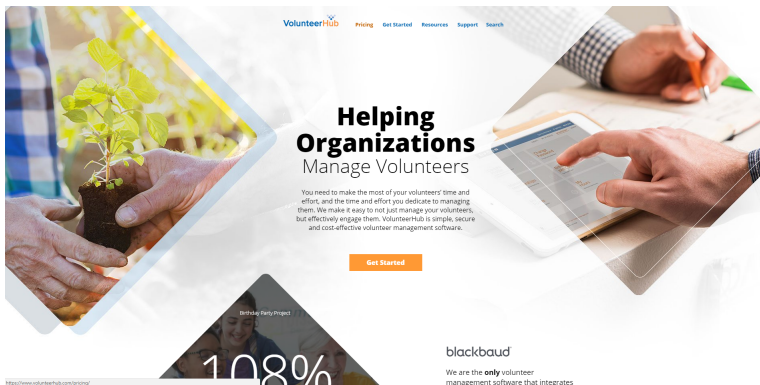 VolunteerHub Pricing Get Started Resources Support Search
Helping
Organizations
Manage Volunteers
You need to make the most of your volunteers' time and
effort, and the time and effort you dedicate to managing
them. We make it easy to not just manage your volunteers,
but effectively engage them. VolunteerHub is simple, secure
and cost-effective volunteer management software.
Get Started
Birthday Party Project
108%
blackbaud
We are the only volunteer
management software that integrates
https://www.volunteerhub.com/pricing/